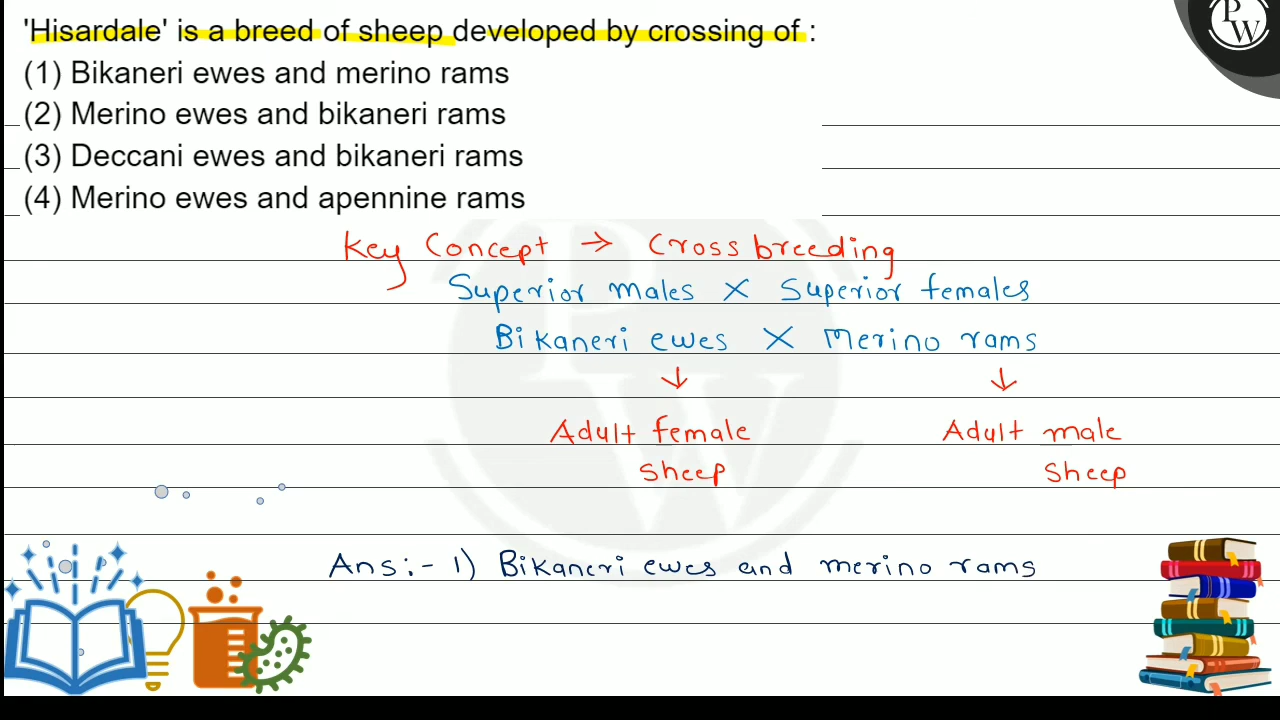 'Hisardale' is a breed of sheep developed by crossing of :
(1) Bikaneri ewes and merino rams
(2) Merino ewes and bikaneri rams
(3) Deccani ewes and bikaneri rams
(4) Merino ewes and apennine rams
Key Concept → Cross breeding
Superior males X Superior females
Bikaneri ewes X Merino rams
↓ ↓
Adult female Adult male
sheep sheep
Ans:- 1) Bikaneri ewes and merino rams
PW
PW